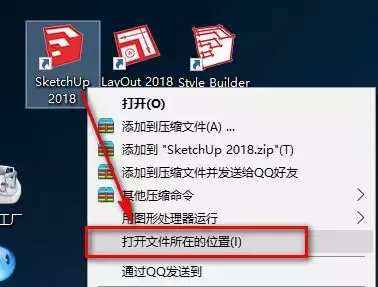 SketchUp
2018
LayOut 2018
Style Builder
打开(O)
添加到压缩文件(A) ...
添加到 "SketchUp 2018.zip"(T)
添加到压缩文件并发送给QQ好友
其他压缩命令
用图形处理器运行
打开文件所在的位置(I)
通过QQ发送到
工厂